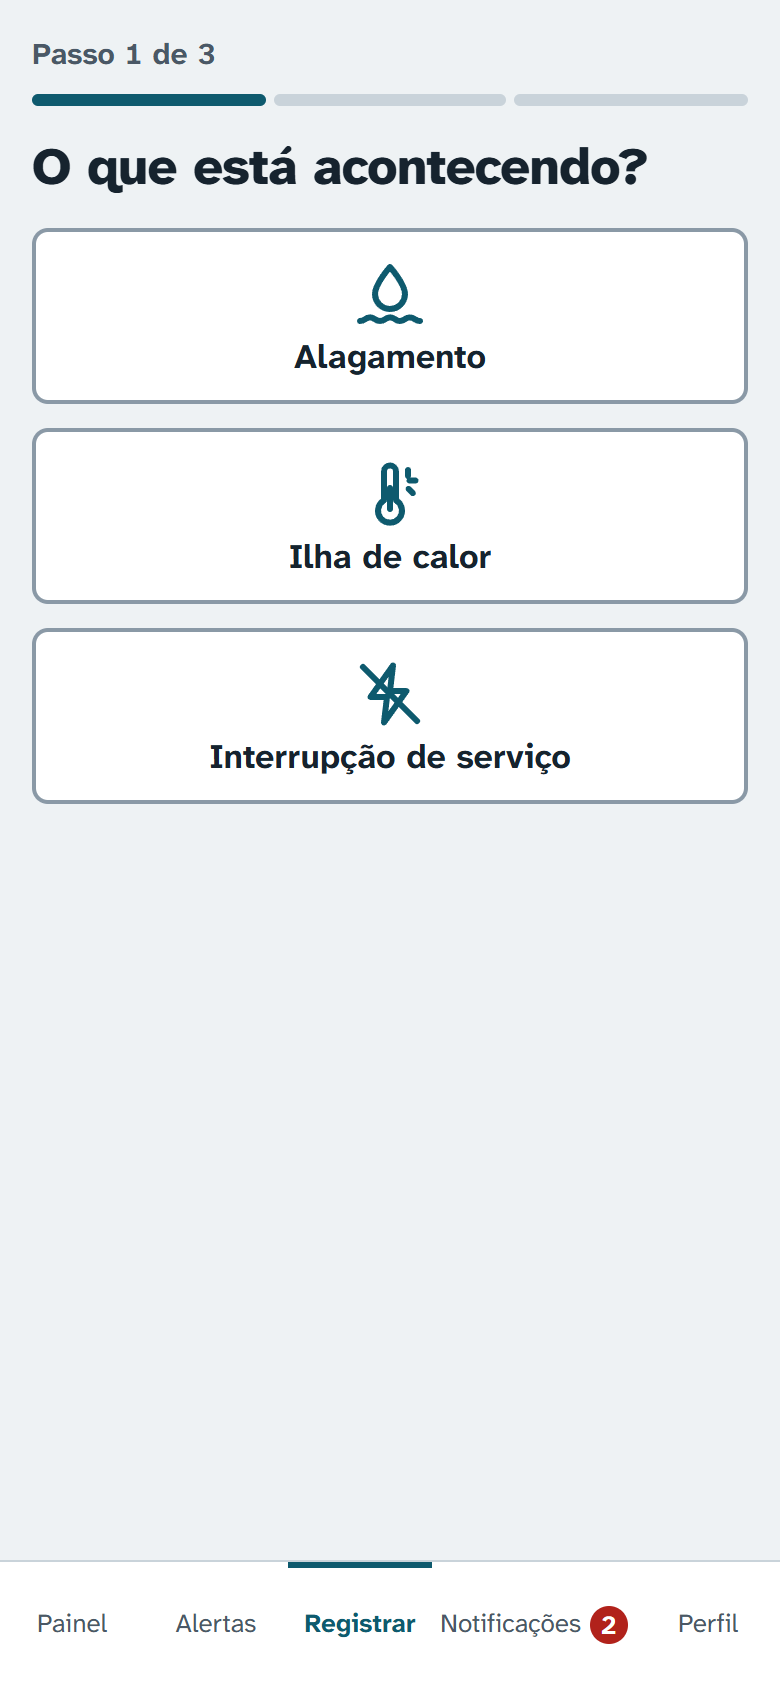 Passo 1 de 3
O que está acontecendo?
Alagamento
Ilha de calor
Interrupção de serviço
Painel Alertas Registrar Notificações 2 Perfil